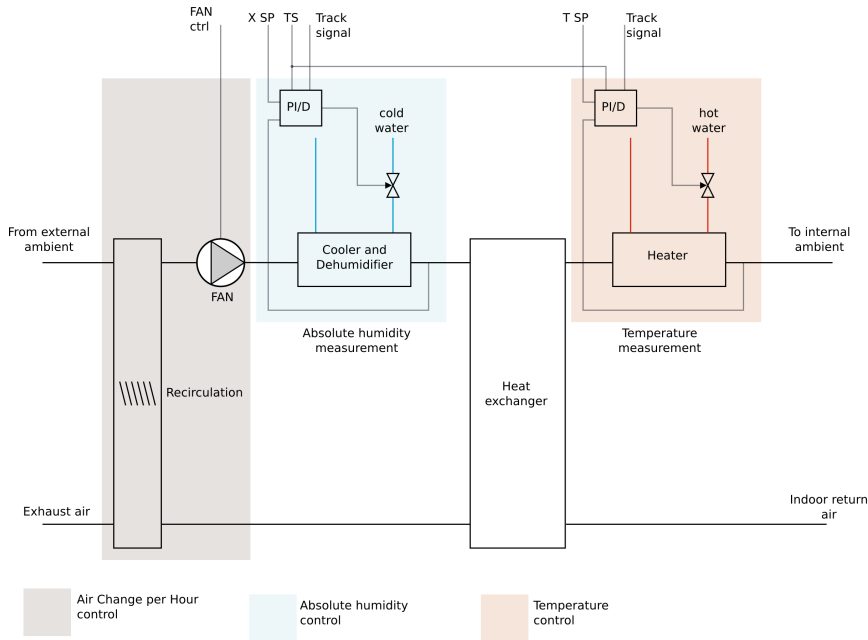 FAN
ctrl
X SP
TS
Track
signal
T SP
Track
signal
PI/D
cold
water
PI/D
hot
water
From external
ambient
Cooler and
Dehumidifier
Heater
To internal
ambient
FAN
Absolute humidity
measurement
Temperature
measurement
Recirculation
Heat
exchanger
Exhaust air
Indoor return
air
Air Change per Hour
control
Absolute humidity
control
Temperature
control